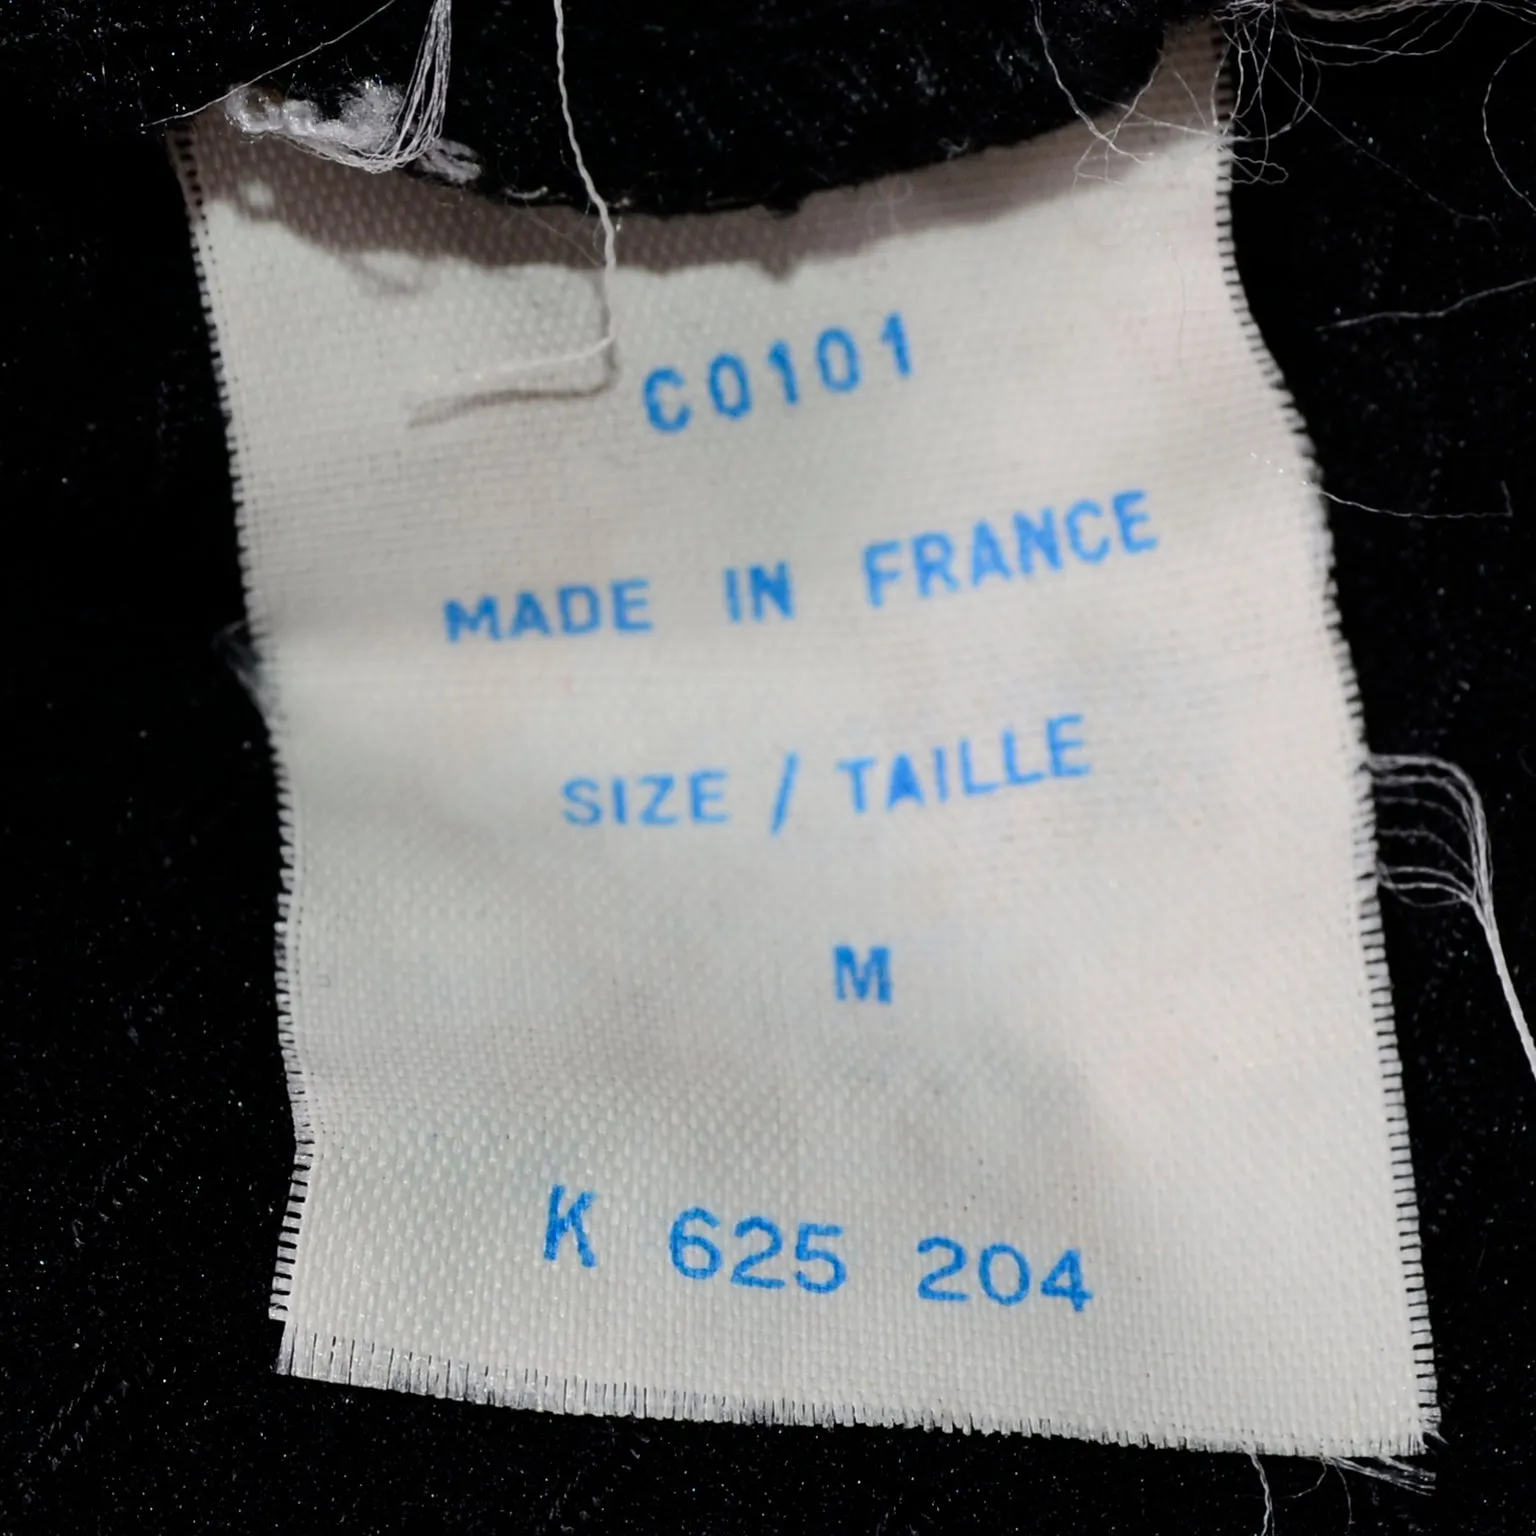 C0101
MADE IN FRANCE
SIZE / TAILLE
M
K 625 204